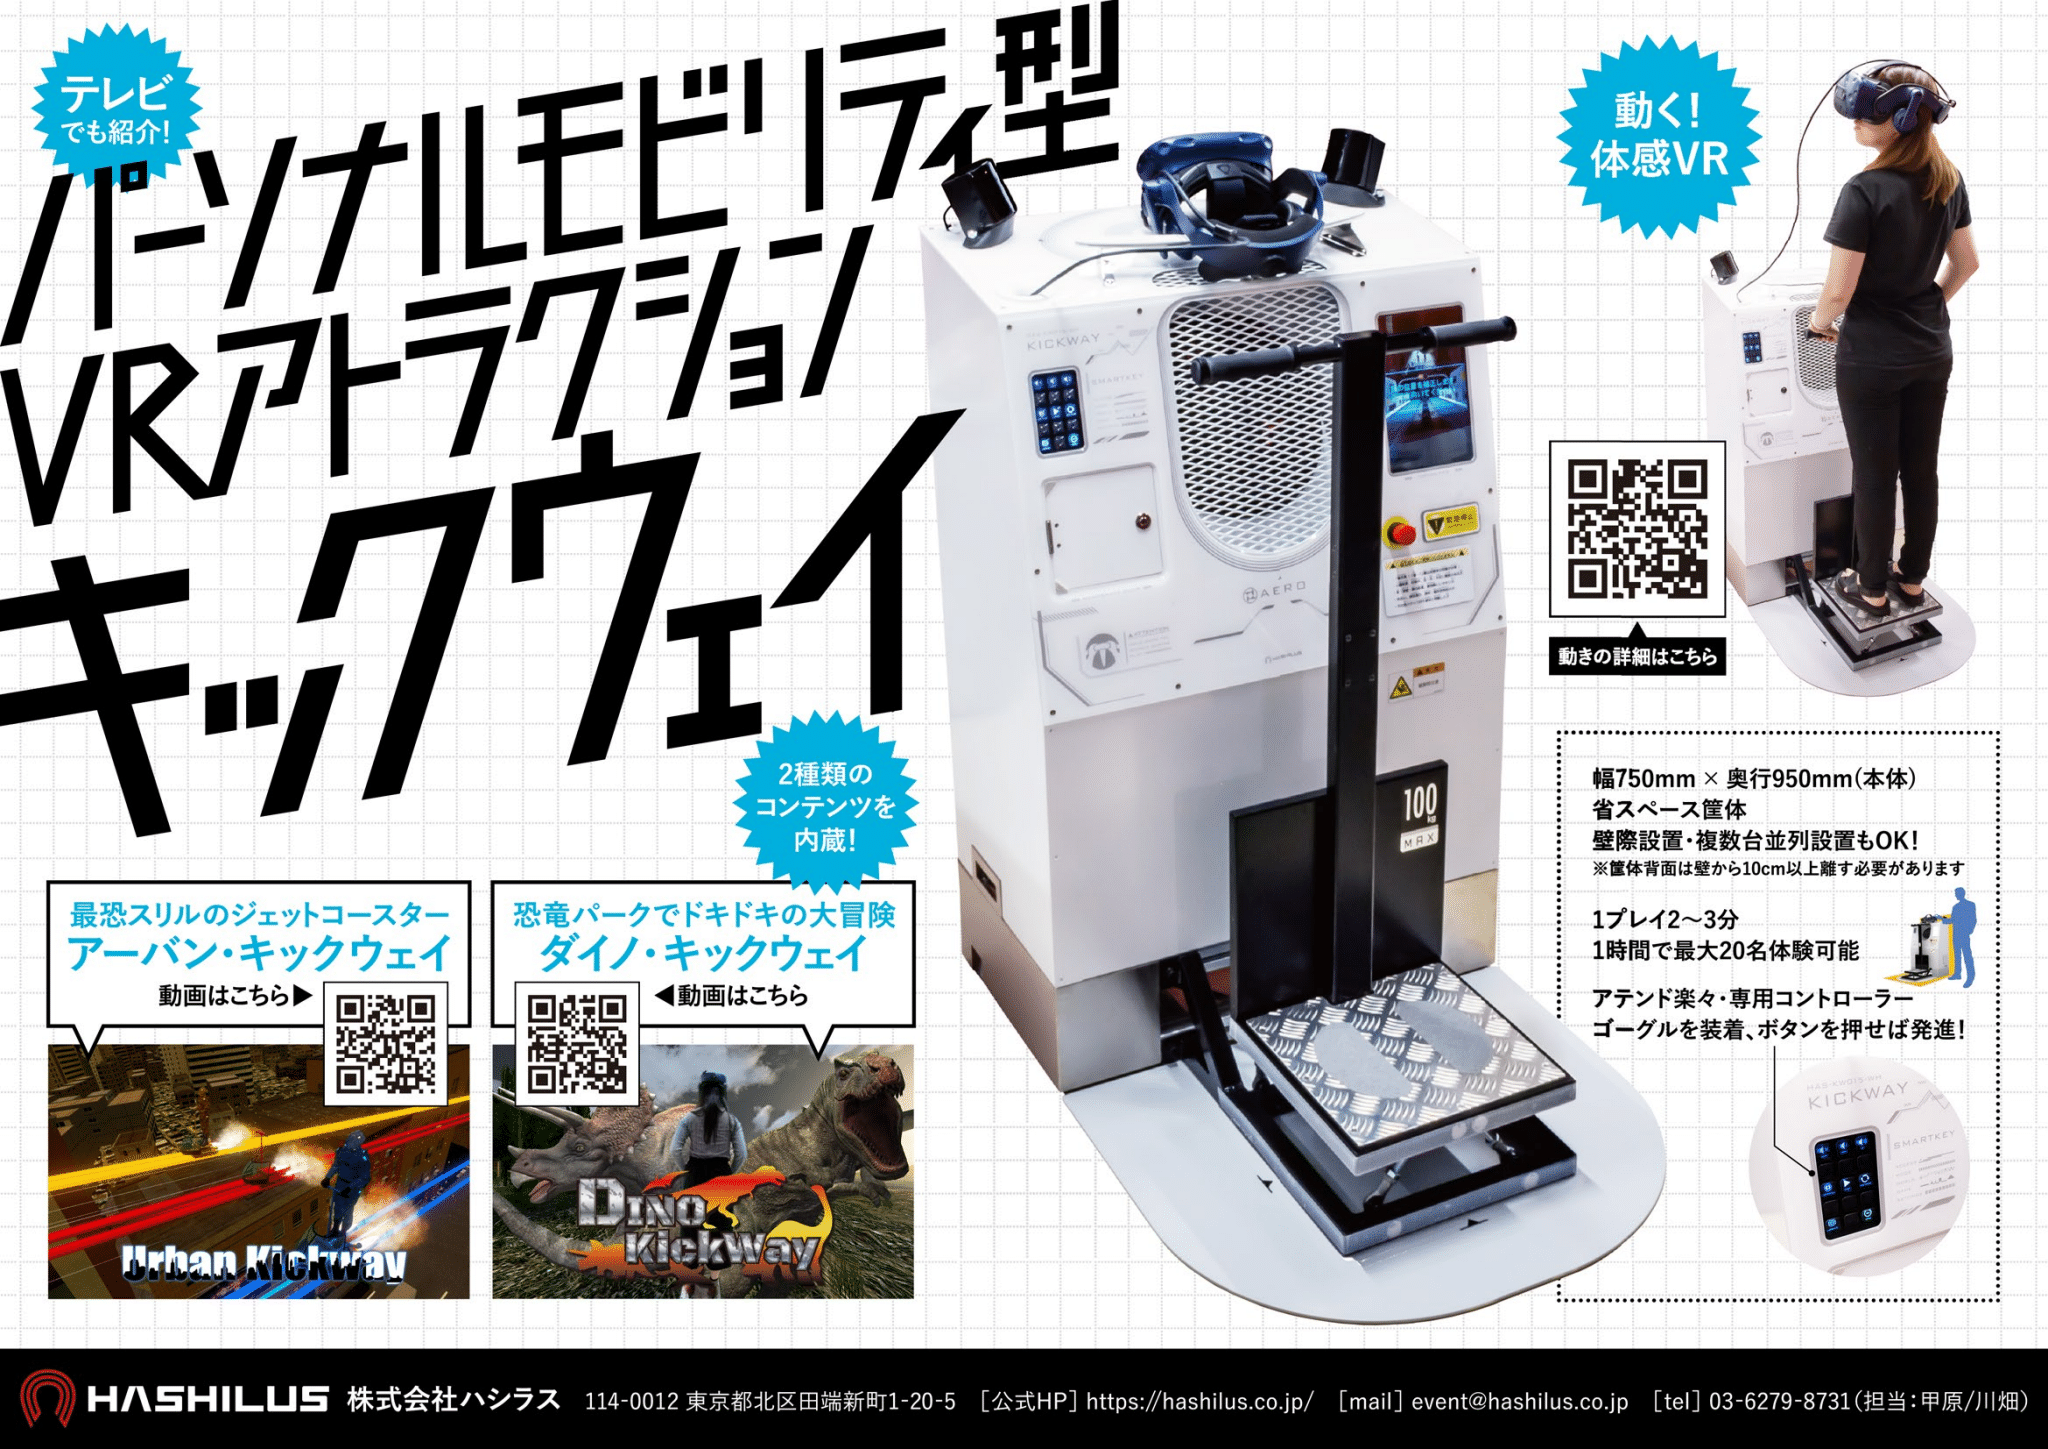 テレビ
でも紹介!
パーソナルモビリティ型
VRアトラクション
キックウェイ
動く!
体感VR
動きの詳細はこちら
KICKWAY
SMARTKEY
AERO
HASHILUS
緊急停止
ATTENTION
100
kg
MAX
2種類の
コンテンツを
内蔵!
最恐スリルのジェットコースター
アーバン・キックウェイ
動画はこちら▶
Urban Kickway
恐竜パークでドキドキの大冒険
ダイノ・キックウェイ
◀動画はこちら
DINO
KickWay
幅750mm × 奥行950mm(本体)
省スペース筐体
壁際設置・複数台並列設置もOK!
※筐体背面は壁から10cm以上離す必要があります
1プレイ2〜3分
1時間で最大20名体験可能
アテンド楽々・専用コントローラー
ゴーグルを装着、ボタンを押せば発進!
HAS-KW015-WH
KICKWAY
SMARTKEY
HASHILUS 株式会社ハシラス 114-0012 東京都北区田端新町1-20-5 [公式HP] https://hashilus.co.jp/ [mail] event@hashilus.co.jp [tel] 03-6279-8731(担当:甲原/川畑)